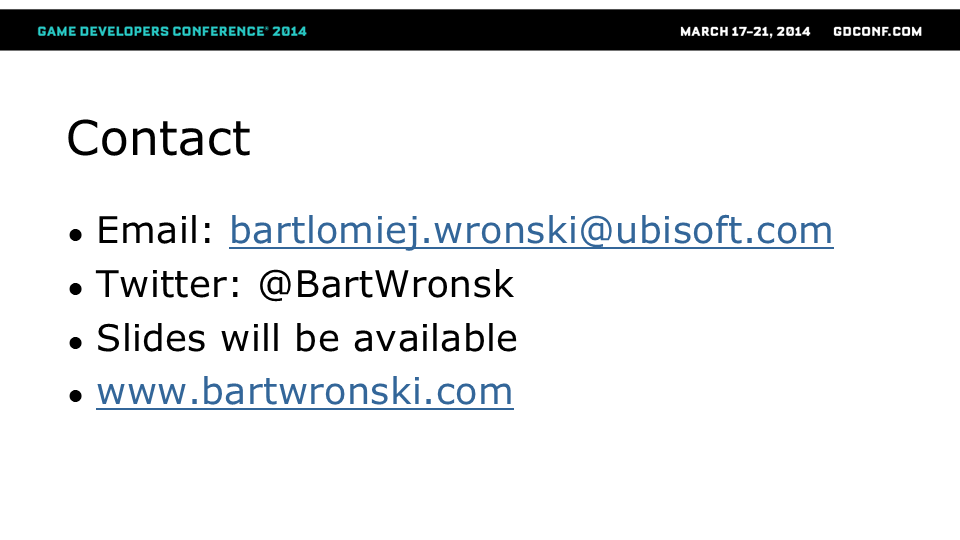 GAME DEVELOPERS CONFERENCE® 2014 MARCH 17–21, 2014 GDCONF.COM
Contact
• Email: bartlomiej.wronski@ubisoft.com
• Twitter: @BartWronsk
• Slides will be available
• www.bartwronski.com